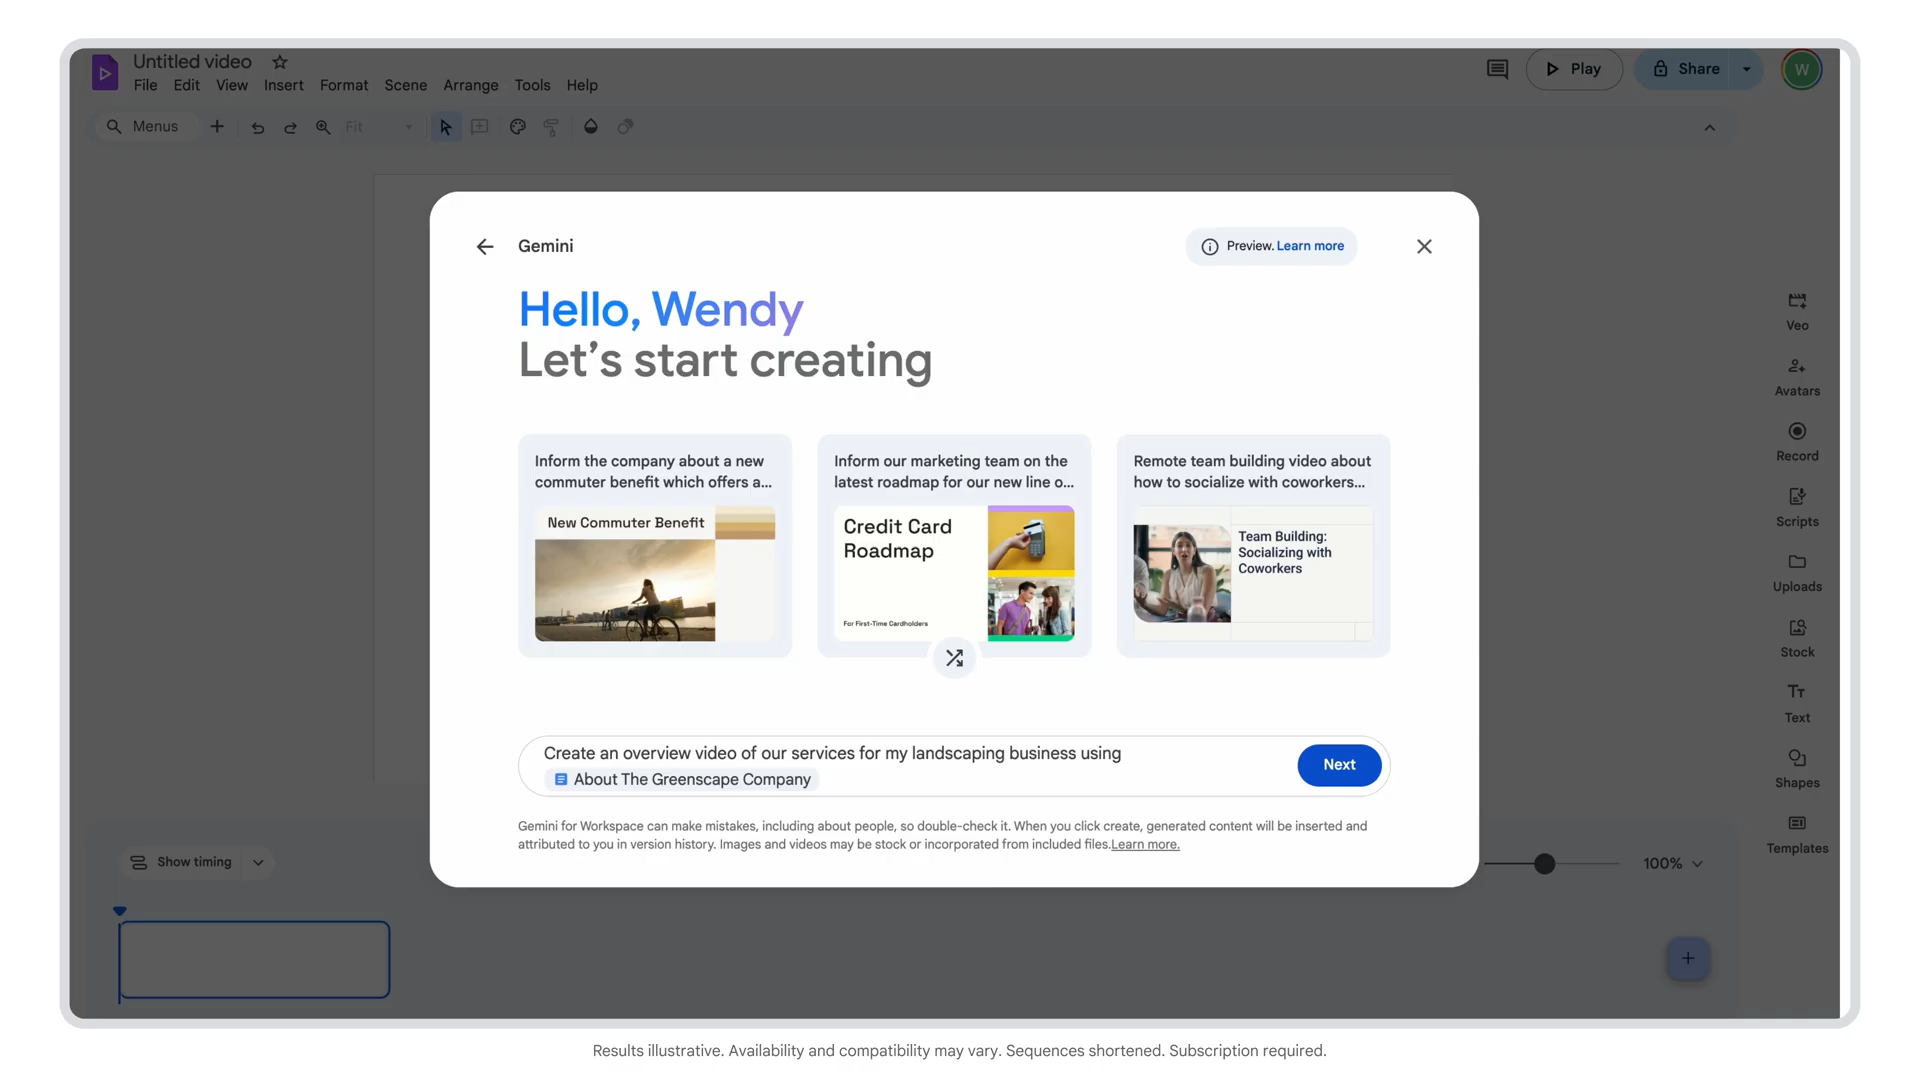 Untitled video
File Edit View Insert Format Scene Arrange Tools Help
Play
Share
W
Menus
Fit
Gemini
Preview. Learn more
Hello, Wendy
Let’s start creating
Inform the company about a new
commuter benefit which offers a...
New Commuter Benefit
Inform our marketing team on the
latest roadmap for our new line o...
Credit Card
Roadmap
For First-Time Cardholders
Remote team building video about
how to socialize with coworkers...
Team Building:
Socializing with
Coworkers
Create an overview video of our services for my landscaping business using
About The Greenscape Company
Next
Gemini for Workspace can make mistakes, including about people, so double-check it. When you click create, generated content will be inserted and
attributed to you in version history. Images and videos may be stock or incorporated from included files.Learn more.
Veo
Avatars
Record
Scripts
Uploads
Stock
Tт
Text
Shapes
Templates
Show timing
100%
Results illustrative. Availability and compatibility may vary. Sequences shortened. Subscription required.